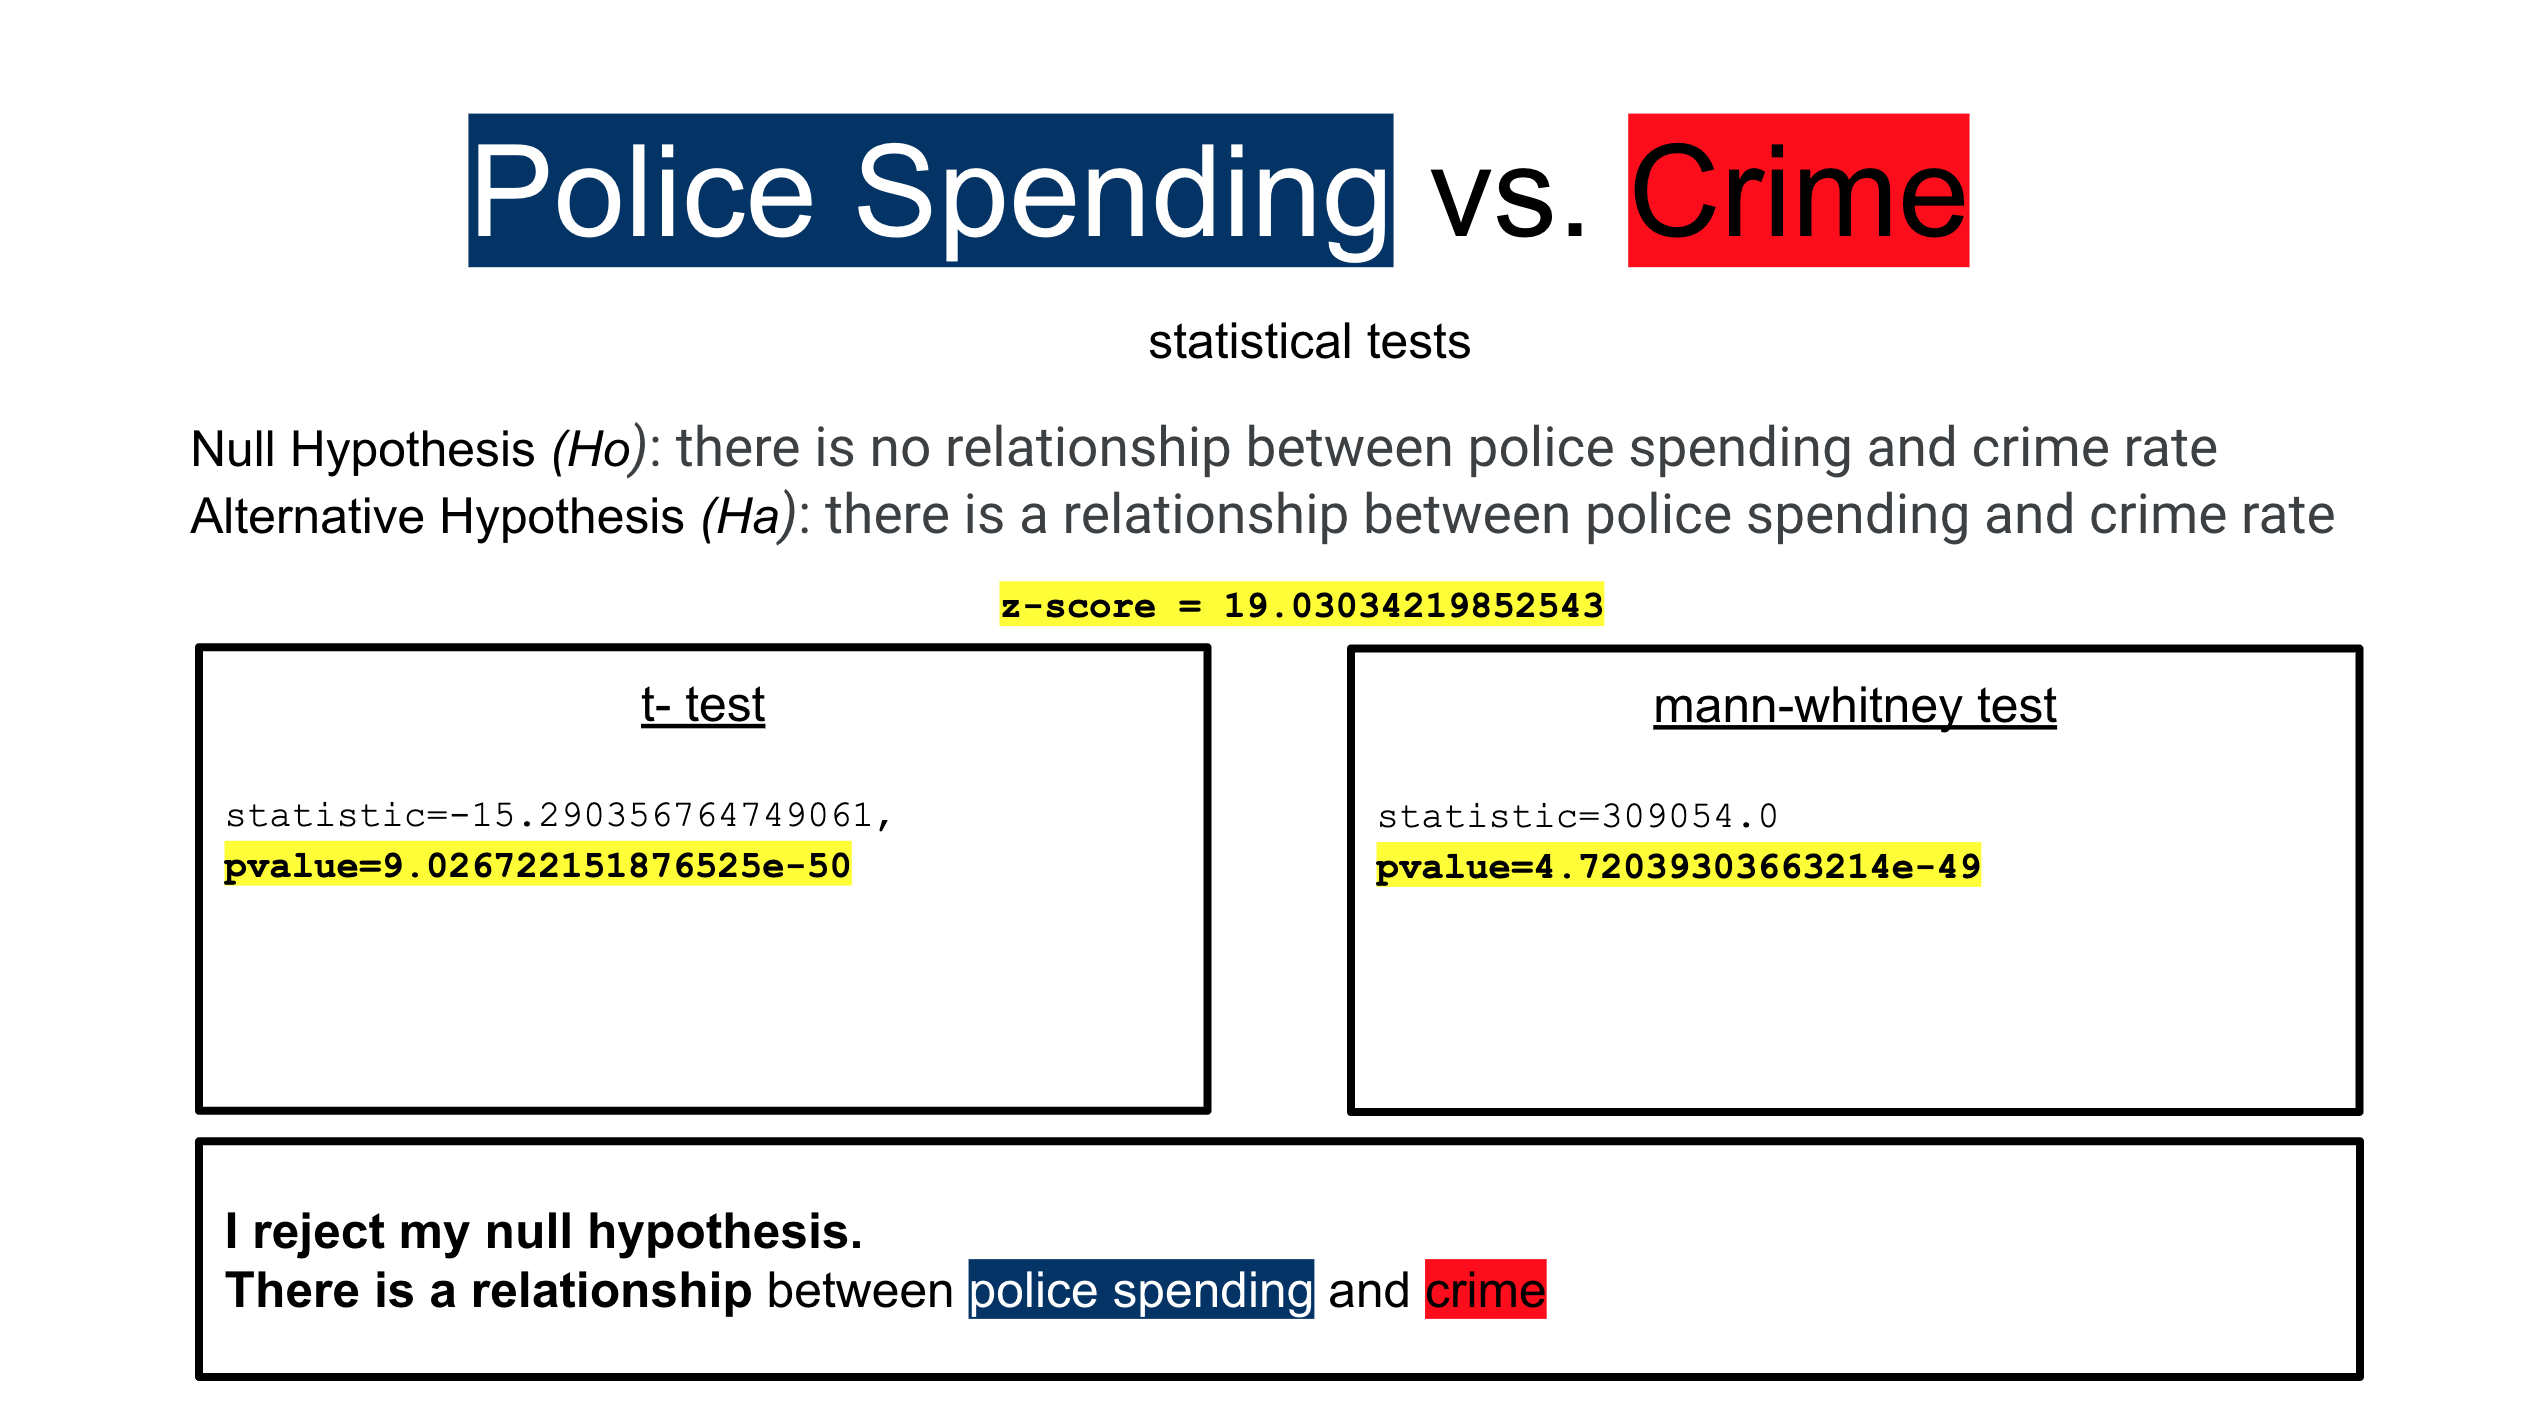 Police Spending vs. Crime
statistical tests
Null Hypothesis (Ho): there is no relationship between police spending and crime rate
Alternative Hypothesis (Ha): there is a relationship between police spending and crime rate
z-score = 19.03034219852543
t- test
statistic=-15.290356764749061,
pvalue=9.026722151876525e-50
mann-whitney test
statistic=309054.0
pvalue=4.72039303663214e-49
I reject my null hypothesis.
There is a relationship between police spending and crime